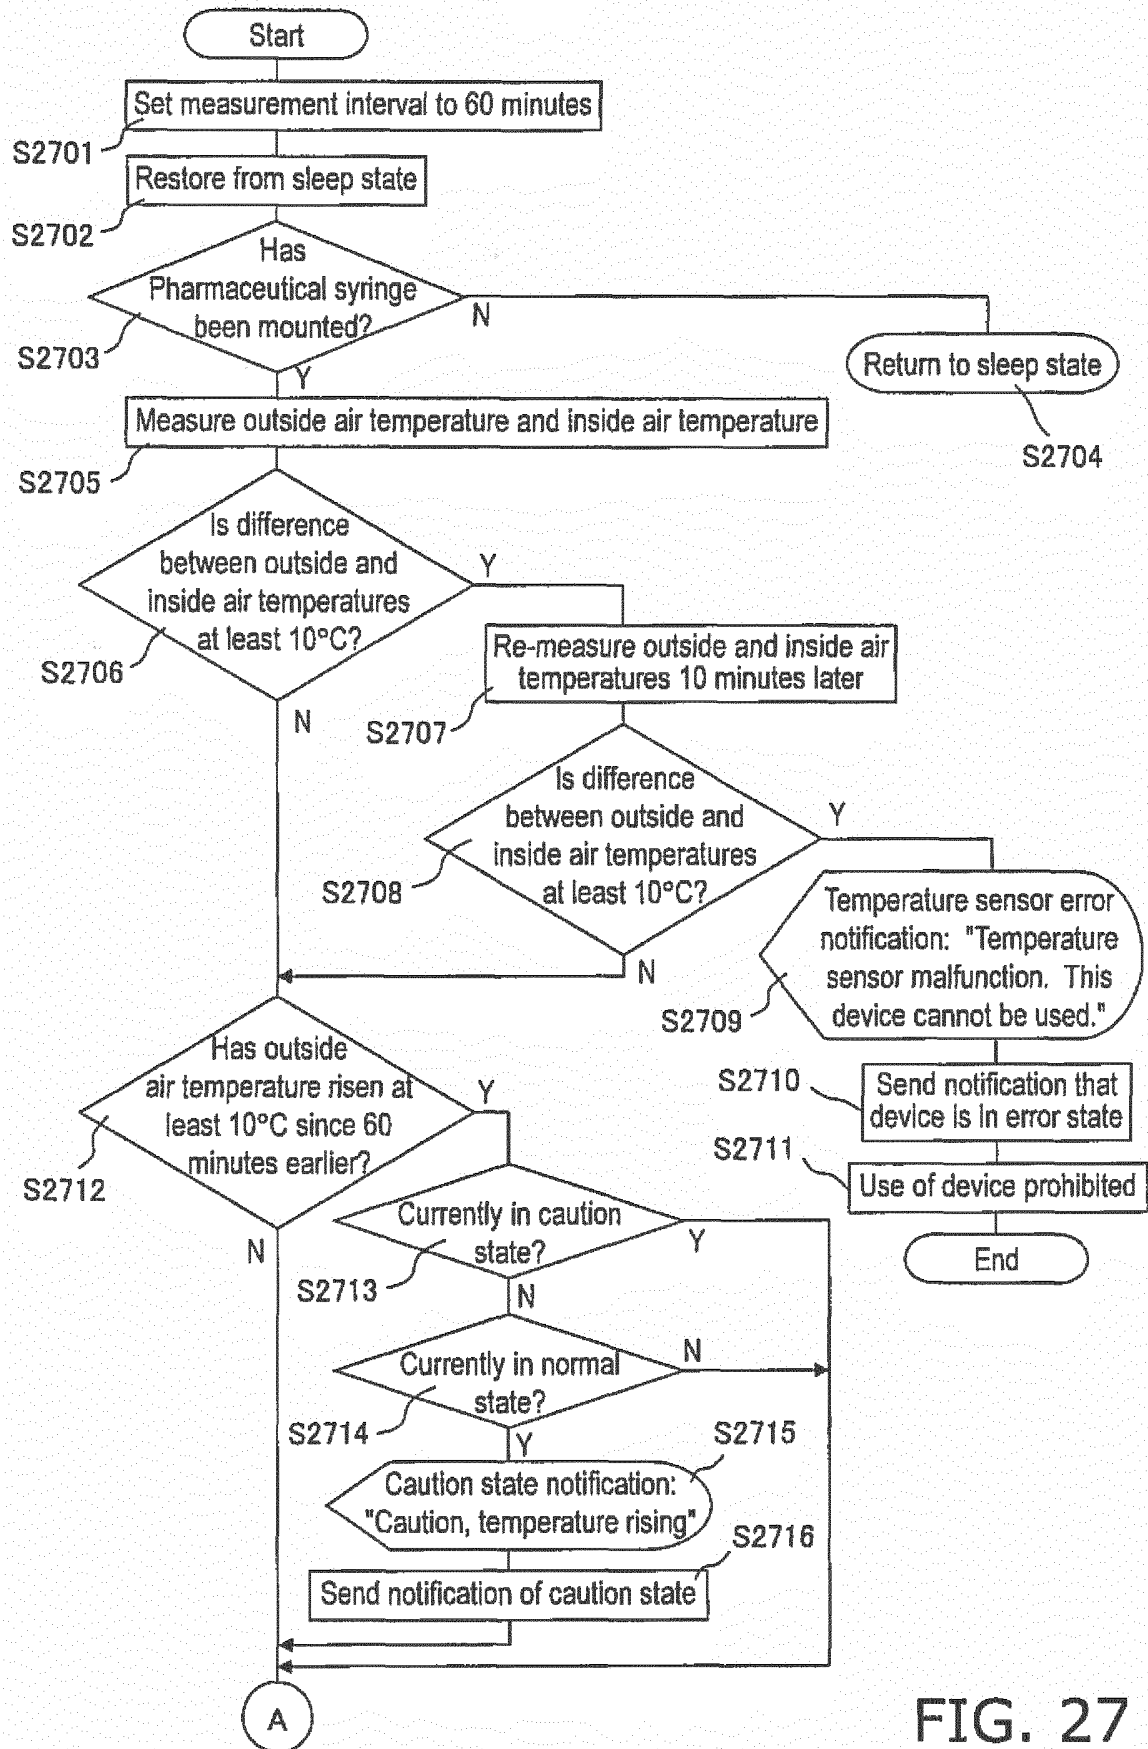 Start
Set measurement interval to 60 minutes
S2701
Restore from sleep state
S2702
Has
Pharmaceutical syringe
been mounted?
N
S2703
Y
Return to sleep state
S2704
Measure outside air temperature and inside air temperature
S2705
Is difference
between outside and
inside air temperatures
at least 10°C?
Y
S2706
N
Re-measure outside and inside air
temperatures 10 minutes later
S2707
Is difference
between outside and
inside air temperatures
at least 10°C?
Y
S2708
N
Temperature sensor error
notification: "Temperature
sensor malfunction. This
device cannot be used."
S2709
S2710
Send notification that
device is in error state
S2711
Use of device prohibited
End
Has outside
air temperature risen at
least 10°C since 60
minutes earlier?
Y
S2712
N
Currently in caution
state?
Y
S2713
N
Currently in normal
state?
N
S2714
Y
S2715
Caution state notification:
"Caution, temperature rising"
S2716
Send notification of caution state
A
FIG. 27